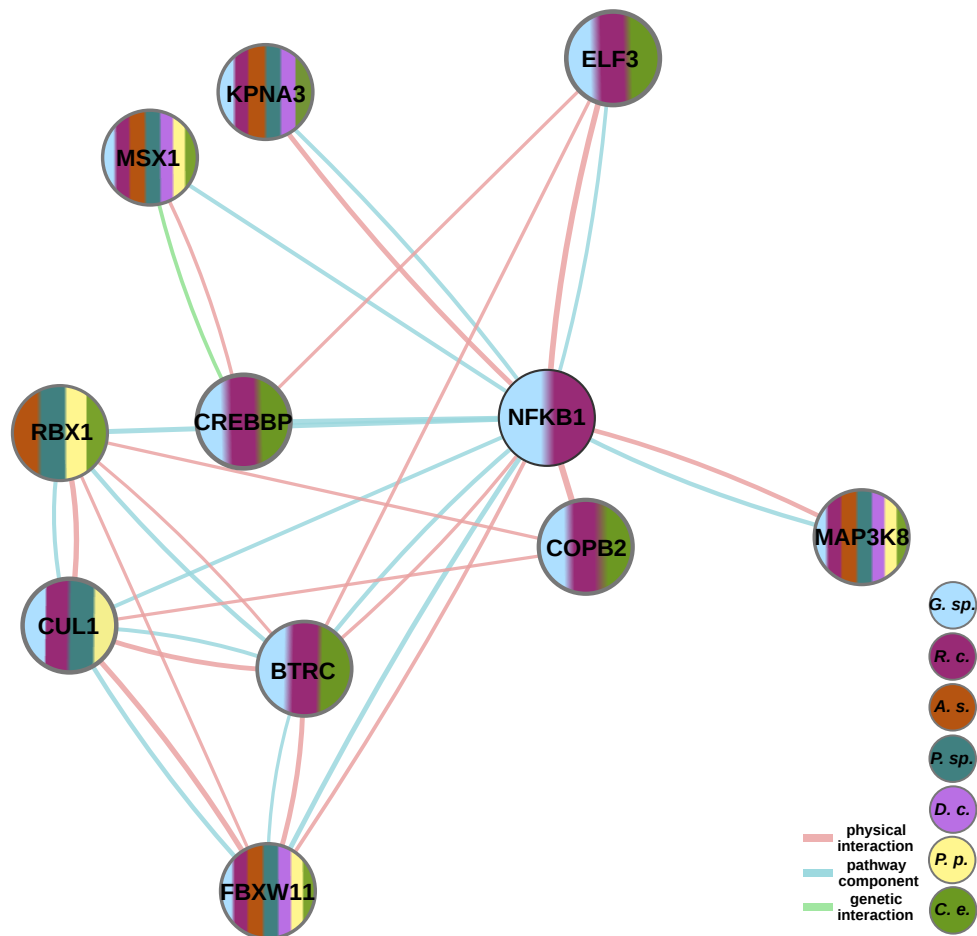 ELF3
KPNA3
MSX1
NFKB1
CREBBP
RBX1
MAP3K8
COPB2
CUL1
BTRC
FBXW11
G. sp.
R. c.
A. s.
P. sp.
D. c.
P. p.
C. e.
physical
interaction
pathway
component
genetic
interaction